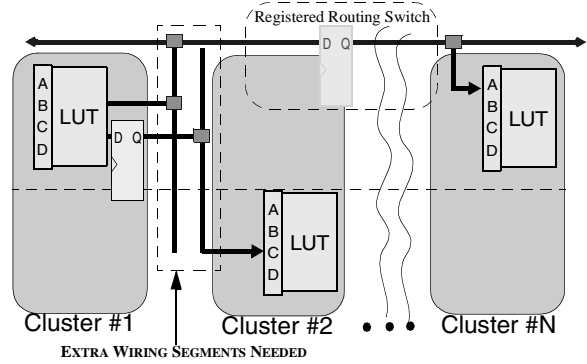 Registered Routing Switch
D Q
A
B
C
D
LUT
D Q
A
B
C
D
LUT
A
B
C
D
LUT
Cluster #1
Cluster #2
• • •
Cluster #N
EXTRA WIRING SEGMENTS NEEDED